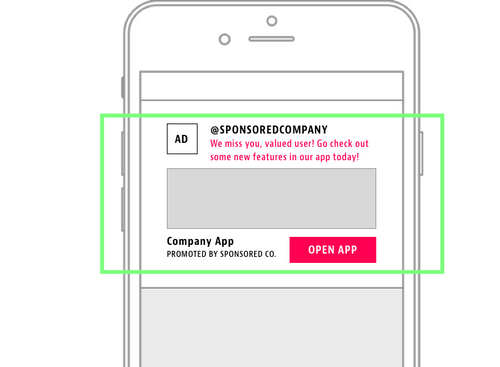 AD
@SPONSOREDCOMPANY
We miss you, valued user! Go check out
some new features in our app today!
Company App
PROMOTED BY SPONSORED CO.
OPEN APP